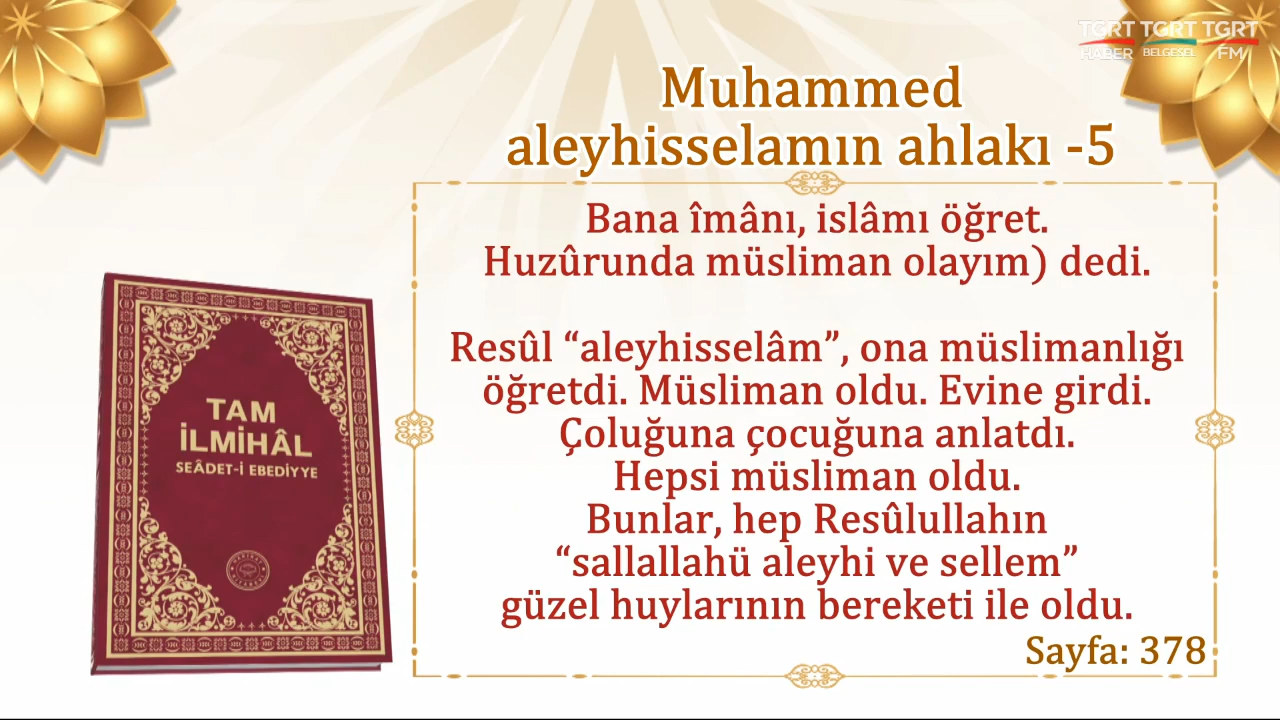 TGRT HABER TGRT BELGESEL TGRT FM
Muhammed
aleyhisselamın ahlakı -5
Bana îmânı, islâmı öğret.
Huzûrunda müsliman olayım) dedi.
Resûl “aleyhisselâm”, ona müslimanlığı
öğretdi. Müsliman oldu. Evine girdi.
Çoluğuna çocuğuna anlatdı.
Hepsi müsliman oldu.
Bunlar, hep Resûlullahın
“sallallahü aleyhi ve sellem”
güzel huylarının bereketi ile oldu.
Sayfa: 378
TAM
İLMİHÂL
SEÂDET-İ EBEDİYYE